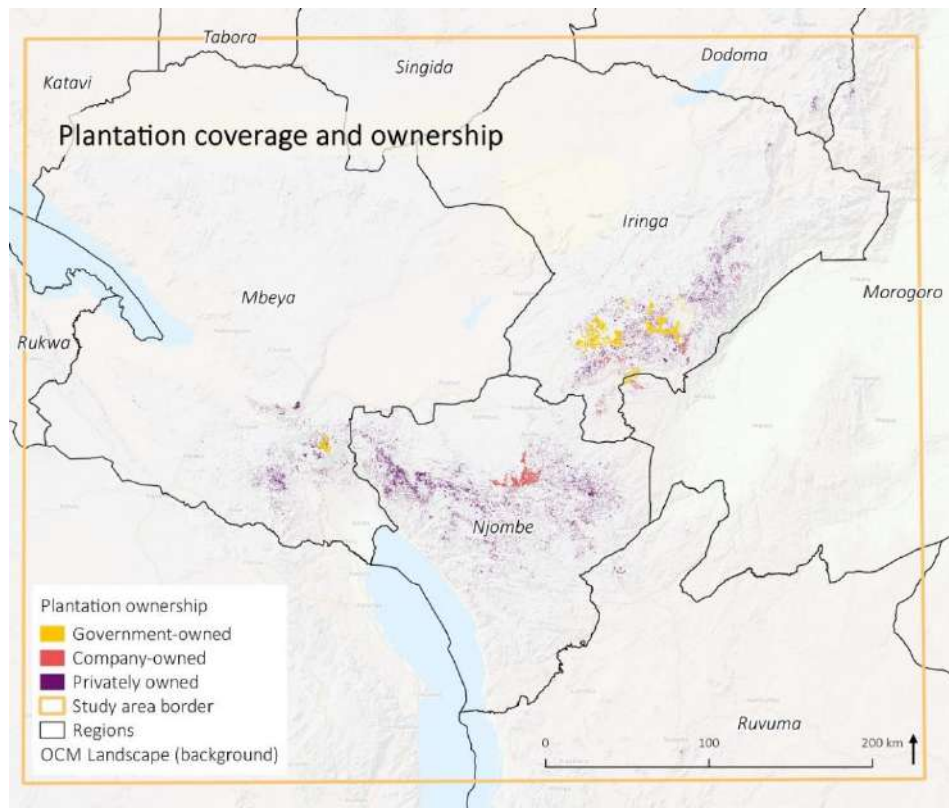 Tabora
Dodoma
Singida
Katavi
Plantation coverage and ownership
Iringa
Mbeya
Morogoro
Rukwa
Njombe
Plantation ownership
Government-owned
Company-owned
Privately owned
Study area border
Regions
OCM Landscape (background)
Ruvuma
0 100 200 km